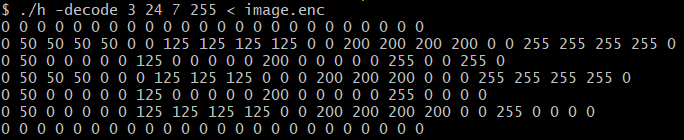 $ ./h -decode 3 24 7 255 < image.enc
0 0 0 0 0 0 0 0 0 0 0 0 0 0 0 0 0 0 0 0 0 0 0 0
0 50 50 50 50 0 0 125 125 125 125 0 0 200 200 200 200 0 0 255 255 255 255 0
0 50 0 0 0 0 0 125 0 0 0 0 0 200 0 0 0 0 0 255 0 0 255 0
0 50 50 50 0 0 0 125 125 125 0 0 0 200 200 200 0 0 0 255 255 255 255 0
0 50 0 0 0 0 0 125 0 0 0 0 0 200 0 0 0 0 0 255 0 0 0 0
0 50 0 0 0 0 0 125 125 125 125 0 0 200 200 200 200 0 0 255 0 0 0 0
0 0 0 0 0 0 0 0 0 0 0 0 0 0 0 0 0 0 0 0 0 0 0 0